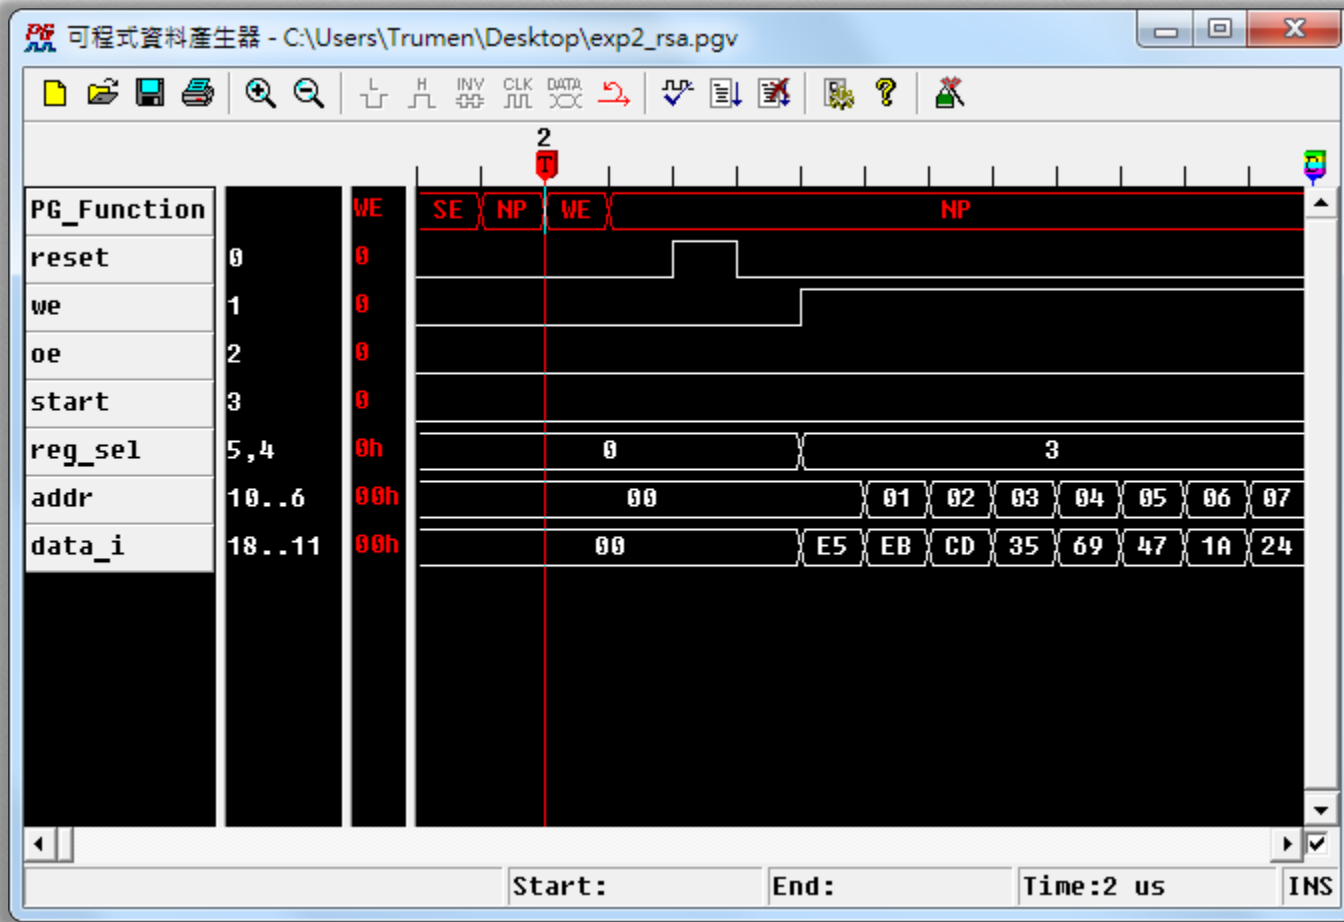 可程式資料產生器 - C:\Users\Trumen\Desktop\exp2_rsa.pgv
L H INV CLK DATA
2
T
PG_Function WE SE NP WE NP
reset 0 0
we 1 0
oe 2 0
start 3 0
reg_sel 5,4 0h 0 3
addr 10..6 00h 00 01 02 03 04 05 06 07
data_i 18..11 00h 00 E5 EB CD 35 69 47 1A 24
Start: End: Time:2 us INS